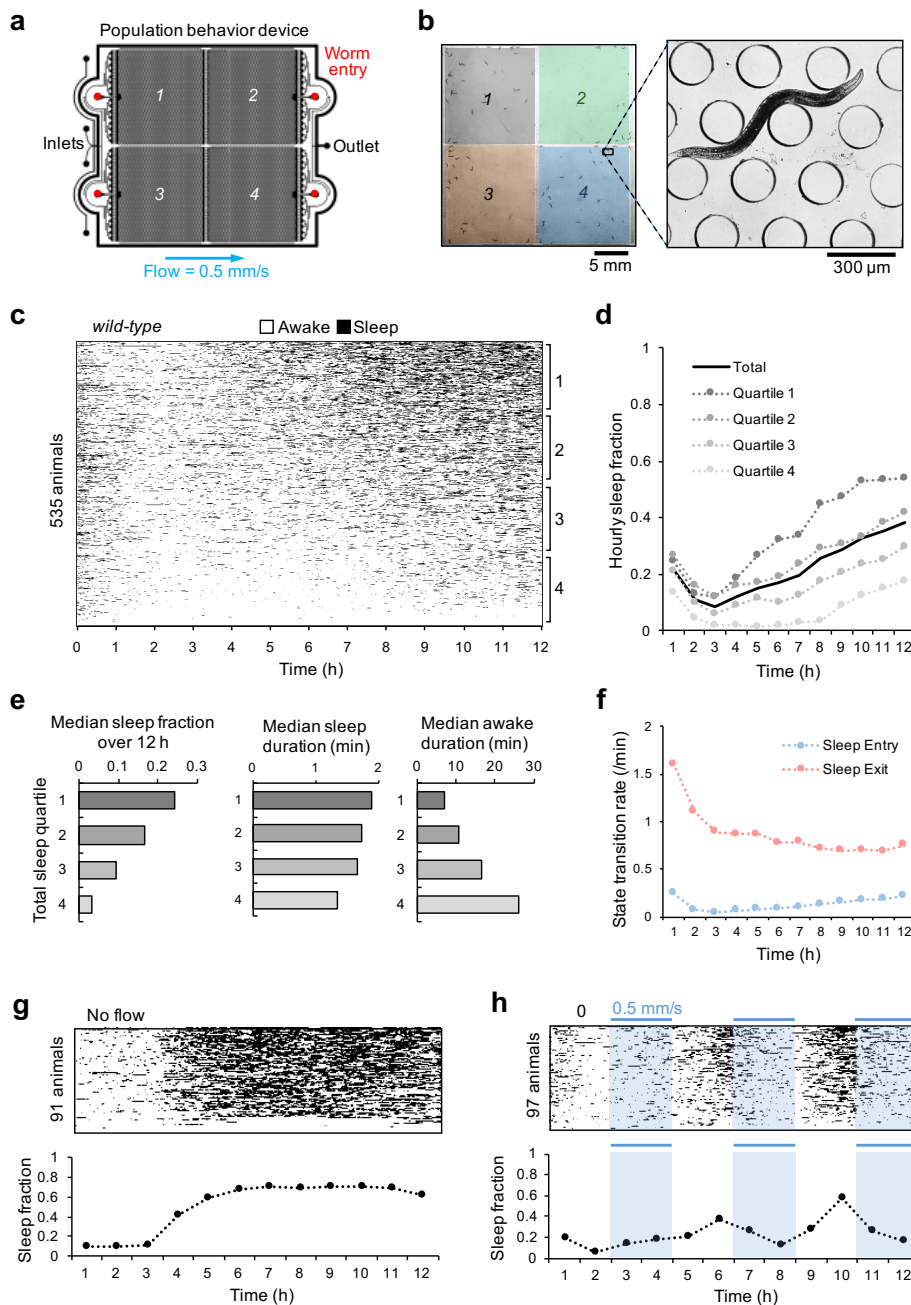 a
Population behavior device
Worm
entry
1
2
Inlets
Outlet
3
4
Flow = 0.5 mm/s
b
1
2
3
4
5 mm
300 µm
c
wild-type
Awake
Sleep
535 animals
1
2
3
4
0 1 2 3 4 5 6 7 8 9 10 11 12
Time (h)
d
Hourly sleep fraction
1
0.8
0.6
0.4
0.2
0
Total
Quartile 1
Quartile 2
Quartile 3
Quartile 4
1 2 3 4 5 6 7 8 9 10 11 12
Time (h)
e
Total sleep quartile
Median sleep fraction
over 12 h
0 0.1 0.2 0.3
1
2
3
4
Median sleep
duration (min)
0 1 2
1
2
3
4
Median awake
duration (min)
0 10 20 30
1
2
3
4
f
State transition rate (/min)
2
1.5
1
0.5
0
Sleep Entry
Sleep Exit
1 2 3 4 5 6 7 8 9 10 11 12
Time (h)
g
No flow
91 animals
Sleep fraction
1
0.8
0.6
0.4
0.2
0
1 2 3 4 5 6 7 8 9 10 11 12
Time (h)
h
0
0.5 mm/s
97 animals
Sleep fraction
1
0.8
0.6
0.4
0.2
0
1 2 3 4 5 6 7 8 9 10 11 12
Time (h)